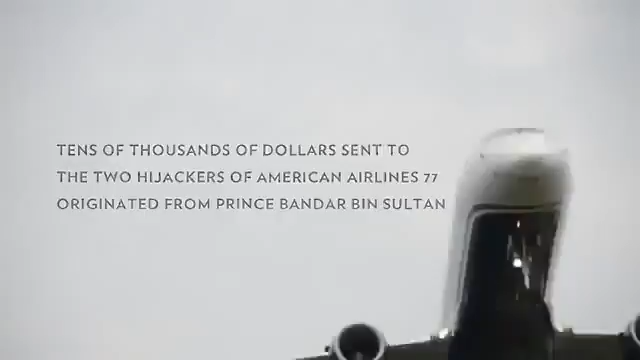 TENS OF THOUSANDS OF DOLLARS SENT TO
THE TWO HIJACKERS OF AMERICAN AIRLINES 77
ORIGINATED FROM PRINCE BANDAR BIN SULTAN